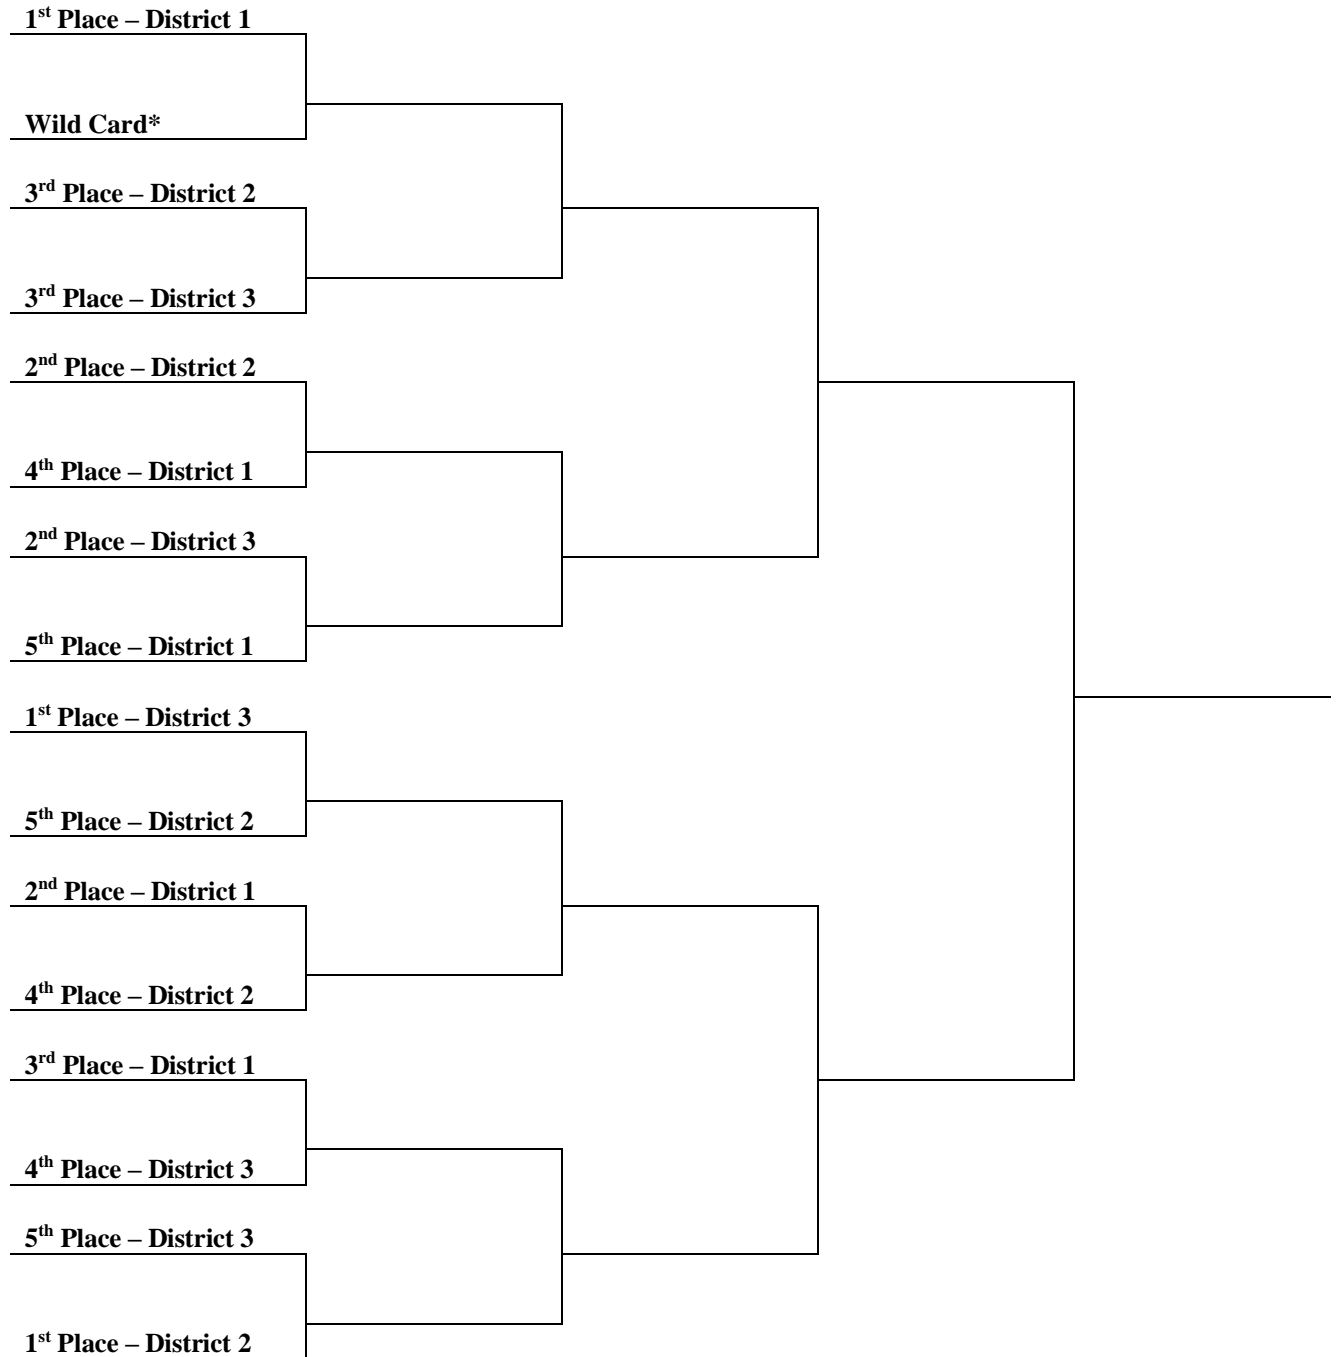 1st Place – District 1
Wild Card*
3rd Place – District 2
3rd Place – District 3
2nd Place – District 2
4th Place – District 1
2nd Place – District 3
5th Place – District 1
1st Place – District 3
5th Place – District 2
2nd Place – District 1
4th Place – District 2
3rd Place – District 1
4th Place – District 3
5th Place – District 3
1st Place – District 2